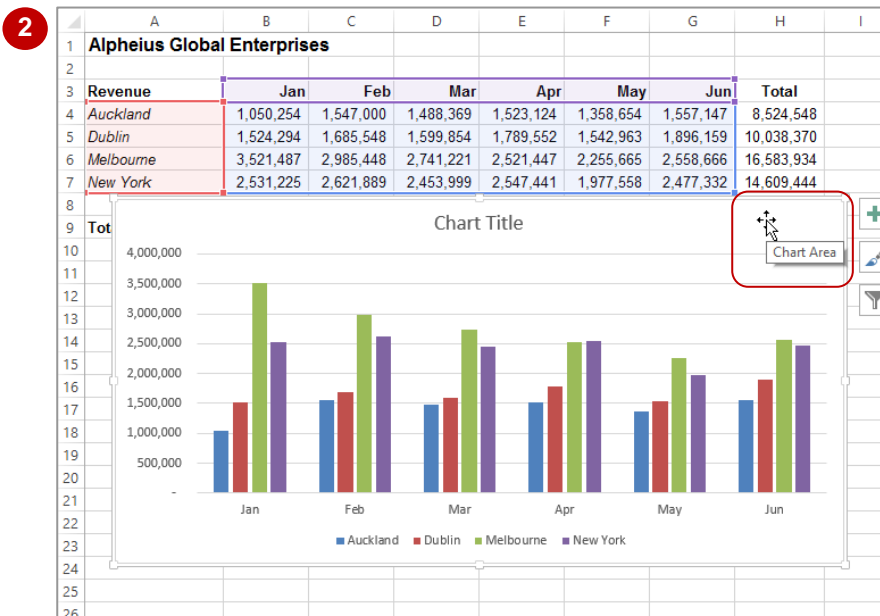 2
A B C D E F G H I
1 Alpheius Global Enterprises
2
3 Revenue Jan Feb Mar Apr May Jun Total
4 Auckland 1,050,254 1,547,000 1,488,369 1,523,124 1,358,654 1,557,147 8,524,548
5 Dublin 1,524,294 1,685,548 1,599,854 1,789,552 1,542,963 1,896,159 10,038,370
6 Melbourne 3,521,487 2,985,448 2,741,221 2,521,447 2,255,665 2,558,666 16,583,934
7 New York 2,531,225 2,621,889 2,453,999 2,547,441 1,977,558 2,477,332 14,609,444
8
9 Tot
Chart Title
Chart Area
10
11
12
13
14
15
16
17
18
19
20
21
22
23
24
25
26
4,000,000
3,500,000
3,000,000
2,500,000
2,000,000
1,500,000
1,000,000
500,000
-
Jan Feb Mar Apr May Jun
Auckland Dublin Melbourne New York